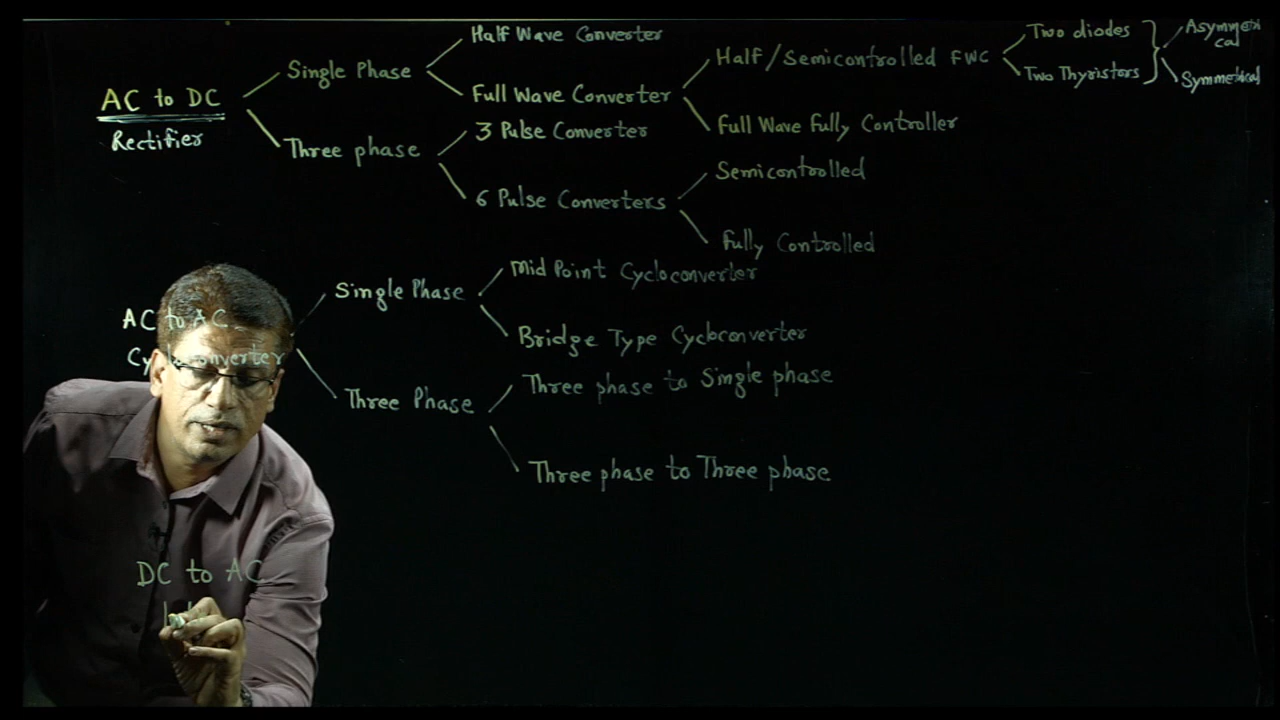 Half Wave Converter
Single Phase
Full Wave Converter
Half/Semicontrolled FWC
Two diodes
Two Thyristors
Asymmetri
cal
Symmetrical
Full Wave Fully Controller
AC to DC
Rectifier
Three phase
3 Pulse Converter
6 Pulse Converters
Semicontrolled
Fully Controlled
AC to AC
Cycloconverter
Single Phase
Mid Point Cycloconverter
Bridge Type Cycloconverter
Three Phase
Three phase to Single phase
Three phase to Three phase
DC to AC